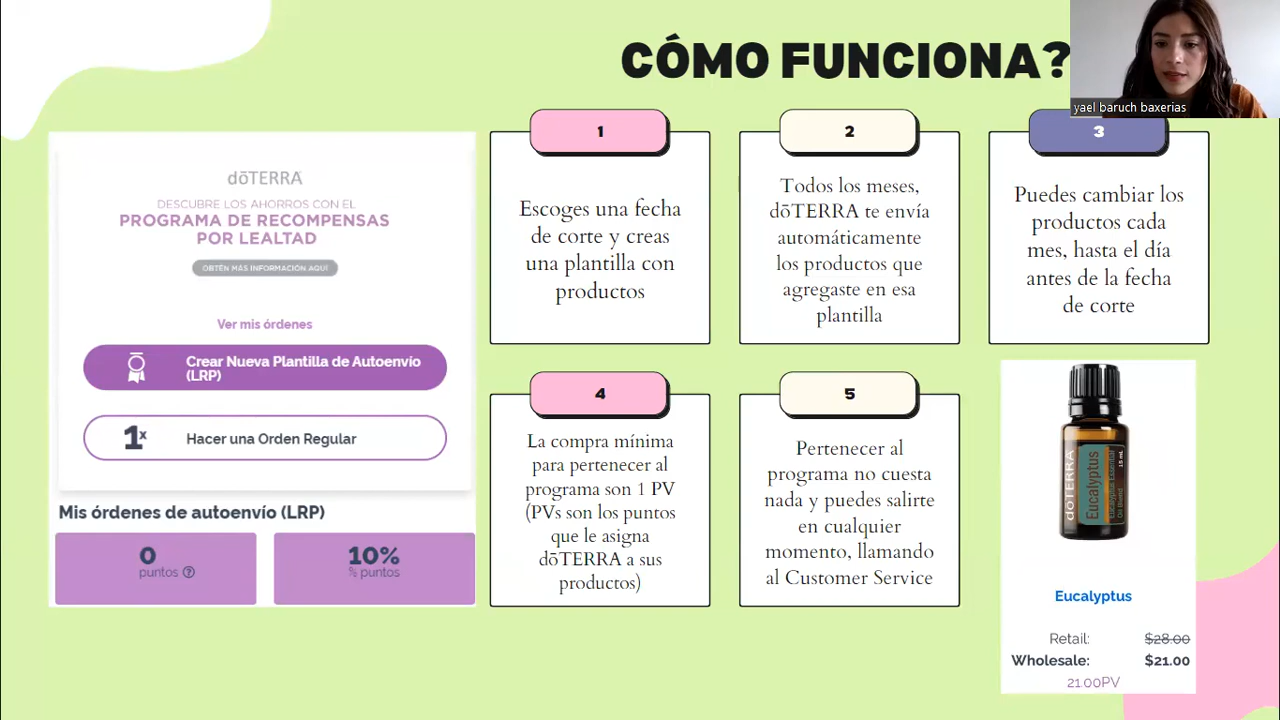 CÓMO FUNCIONA?
yael baruch baxerias
dōTERRA
DESCUBRE LOS AHORROS CON EL
PROGRAMA DE RECOMPENSAS
POR LEALTAD
OBTÉN MÁS INFORMACIÓN AQUÍ
Ver mis órdenes
Crear Nueva Plantilla de Autoenvío
(LRP)
1x
Hacer una Orden Regular
Mis órdenes de autoenvío (LRP)
0
puntos
10%
% puntos
1
Escoges una fecha
de corte y creas
una plantilla con
productos
2
Todos los meses,
dōTERRA te envía
automáticamente
los productos que
agregaste en esa
plantilla
3
Puedes cambiar los
productos cada
mes, hasta el día
antes de la fecha
de corte
4
La compra mínima
para pertenecer al
programa son 1 PV
(PVs son los puntos
que le asigna
dōTERRA a sus
productos)
5
Pertenecer al
programa no cuesta
nada y puedes salirte
en cualquier
momento, llamando
al Customer Service
dōTERRA
Eucalyptus
Eucalyptus Essential
Oil Blend
15 mL
Eucalyptus
Retail: $28.00
Wholesale: $21.00
21.00PV